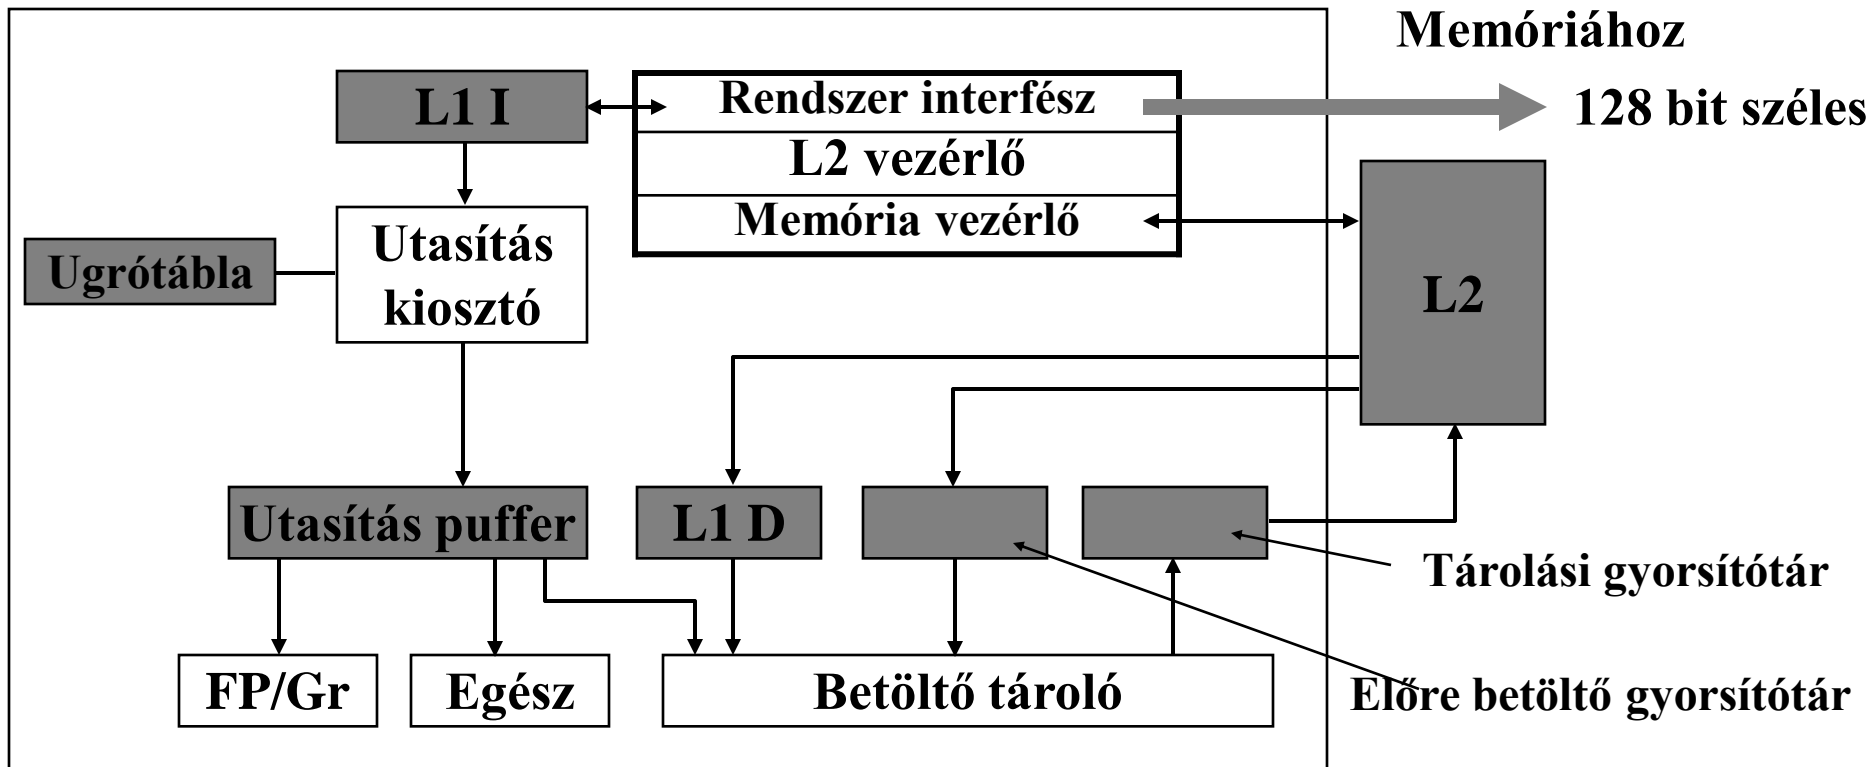 Memóriához
128 bit széles
L1 I
Rendszer interfész
L2 vezérlő
Memória vezérlő
Ugrótábla
Utasítás
kiosztó
L2
Utasítás puffer
L1 D
Tárolási gyorsítótár
FP/Gr
Egész
Betöltő tároló
Előre betöltő gyorsítótár